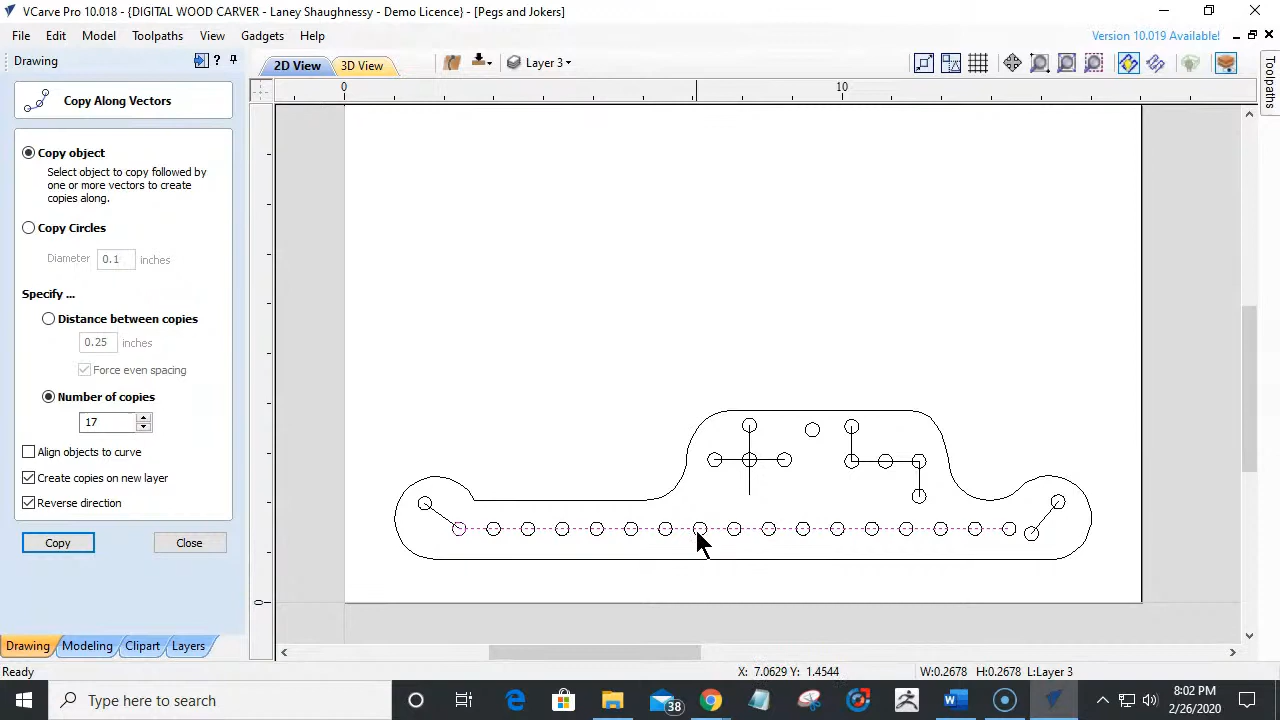 VCarve Pro 10.018 - {DIGITAL WOOD CARVER - Laney Shaughnessy - Demo Licence} - [Pegs and Jokers]
File Edit Model Toolpaths View Gadgets Help
Version 10.019 Available!
Drawing
2D View
3D View
Layer 3
Toolpaths
Copy Along Vectors
0
10
Copy object
Select object to copy followed by
one or more vectors to create
copies along.
Copy Circles
Diameter 0.1 inches
Specify ...
Distance between copies
0.25 inches
Force even spacing
Number of copies
17
Align objects to curve
Create copies on new layer
Reverse direction
Copy
Close
0
Drawing
Modeling
Clipart
Layers
Ready
X: 7.0629 Y: 1.4544
W:0.2678 H:0.2678 L:Layer 3
Type here to search
38
8:02 PM
2/26/2020